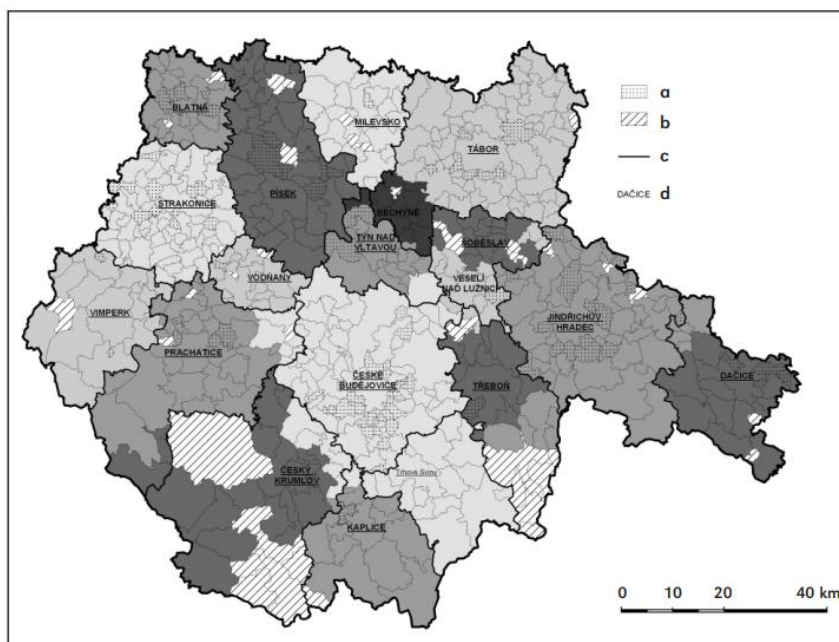 BLATNÁ
MILEVSKO
TÁBOR
STRAKONICE
PÍSEK
BECHYNĚ
TÝN NAD
VLTAVOU
SOBĚSLAV
VODŇANY
VESELÍ
NAD LUŽNICÍ
VIMPERK
JINDŘICHŮV
HRADEC
PRACHATICE
ČESKÉ
BUDĚJOVICE
TŘEBOŇ
DAČICE
ČESKÝ
KRUMLOV
Trhové Sviny
KAPLICE
a
b
c
DAČICE d
0 10 20 40 km